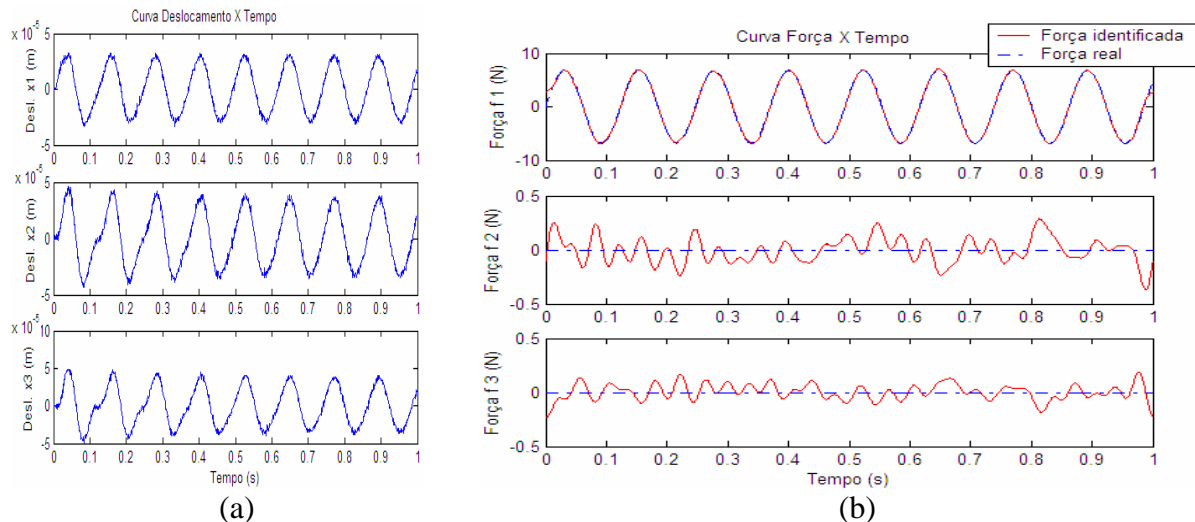 Curva Deslocamento X Tempo
x 10⁻⁵
Desl. x1 (m)
5
0
-5
0 0.1 0.2 0.3 0.4 0.5 0.6 0.7 0.8 0.9 1
x 10⁻⁵
Desl. x2 (m)
5
0
-5
0 0.1 0.2 0.3 0.4 0.5 0.6 0.7 0.8 0.9 1
x 10⁻⁵
Desl. x3 (m)
10
5
0
-5
0 0.1 0.2 0.3 0.4 0.5 0.6 0.7 0.8 0.9 1
Tempo (s)
(a)
Curva Força X Tempo
Força identificada
Força real
Força f 1 (N)
10
0
-10
0 0.1 0.2 0.3 0.4 0.5 0.6 0.7 0.8 0.9 1
Força f 2 (N)
0.5
0
-0.5
0 0.1 0.2 0.3 0.4 0.5 0.6 0.7 0.8 0.9 1
Força f 3 (N)
0.5
0
-0.5
0 0.1 0.2 0.3 0.4 0.5 0.6 0.7 0.8 0.9 1
Tempo (s)
(b)